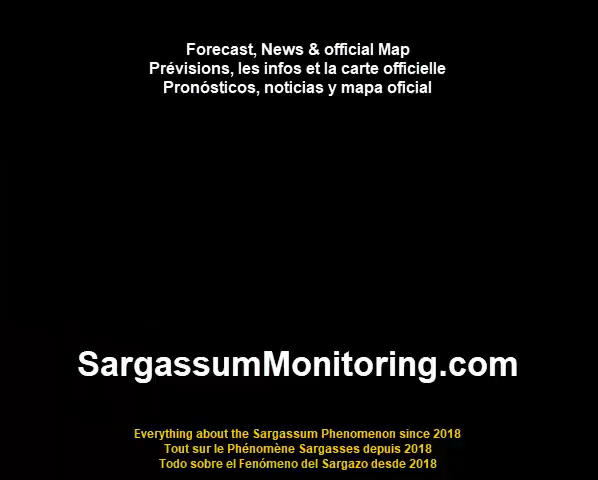 Forecast, News & official Map
Prévisions, les infos et la carte officielle
Pronósticos, noticias y mapa oficial
SargassumMonitoring.com
Everything about the Sargassum Phenomenon since 2018
Tout sur le Phénomène Sargasses depuis 2018
Todo sobre el Fenómeno del Sargazo desde 2018